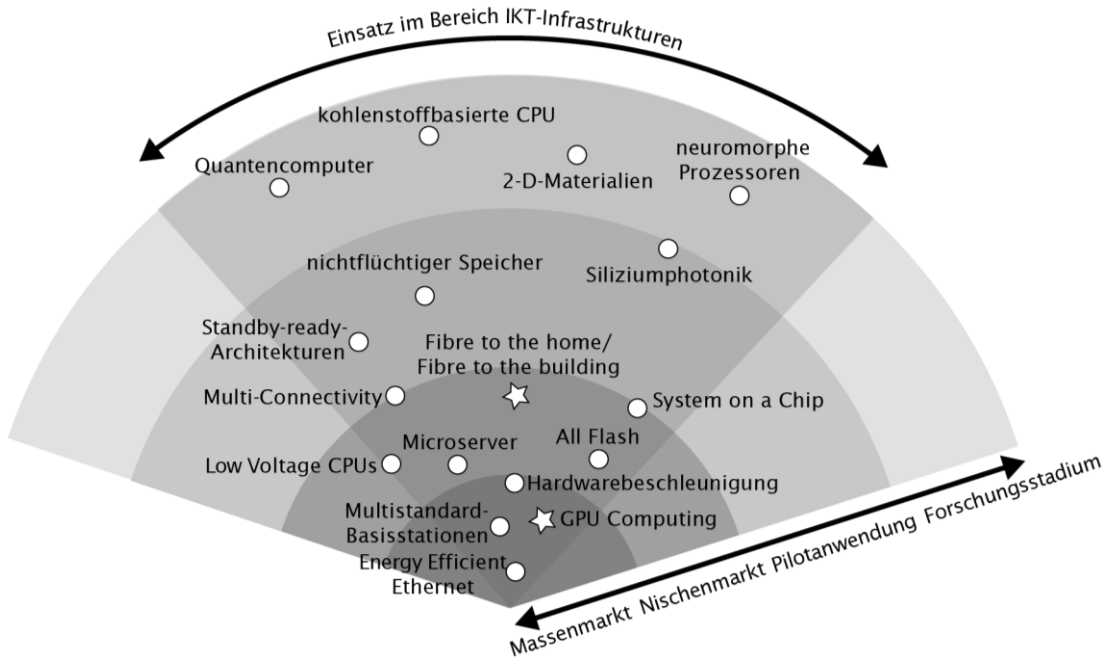 Einsatz im Bereich IKT-Infrastrukturen
kohlenstoffbasierte CPU
Quantencomputer
2-D-Materialien
neuromorphe
Prozessoren
nichtflüchtiger Speicher
Siliziumphotonik
Standby-ready-
Architekturen
Fibre to the home/
Fibre to the building
Multi-Connectivity
System on a Chip
Microserver
All Flash
Low Voltage CPUs
Hardwarebeschleunigung
Multistandard-
Basisstationen
GPU Computing
Energy Efficient
Ethernet
Massenmarkt Nischenmarkt Pilotanwendung Forschungsstadium